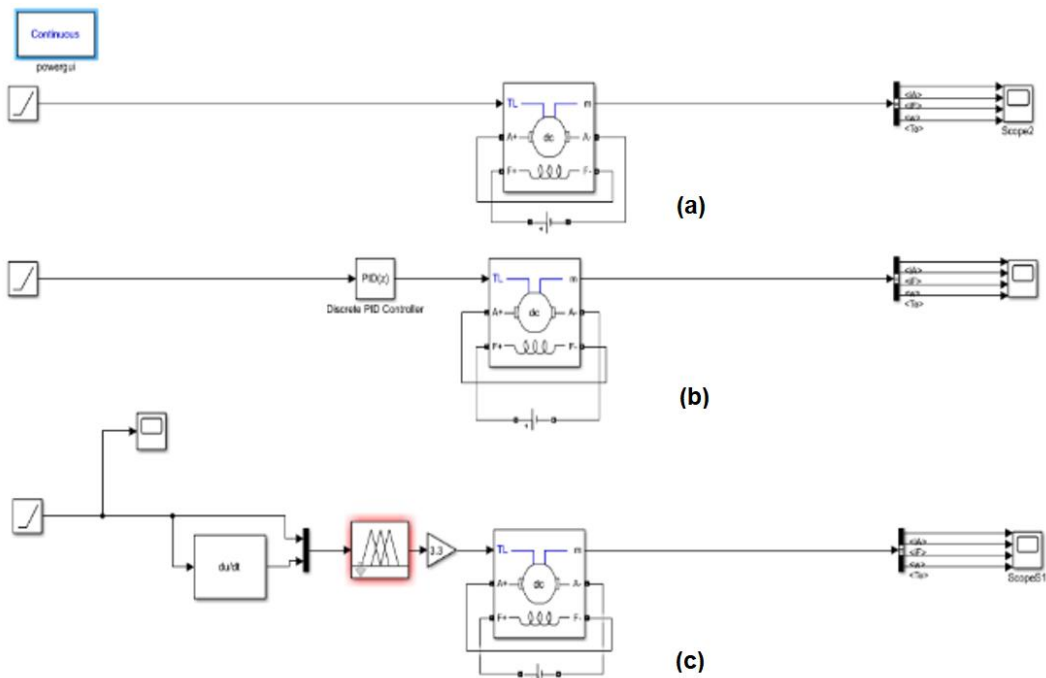 Continuous
powergui
TL
m
A+
dc
A-
F+
F-
+
<IA>
<IF>
<w>
<Te>
Scope2
(a)
PID(z)
Discrete PID Controller
TL
m
A+
dc
A-
F+
F-
+
<IA>
<IF>
<w>
<Te>
(b)
du/dt
3.3
TL
m
A+
dc
A-
F+
F-
<IA>
<IF>
<w>
<Te>
ScopeS1
(c)